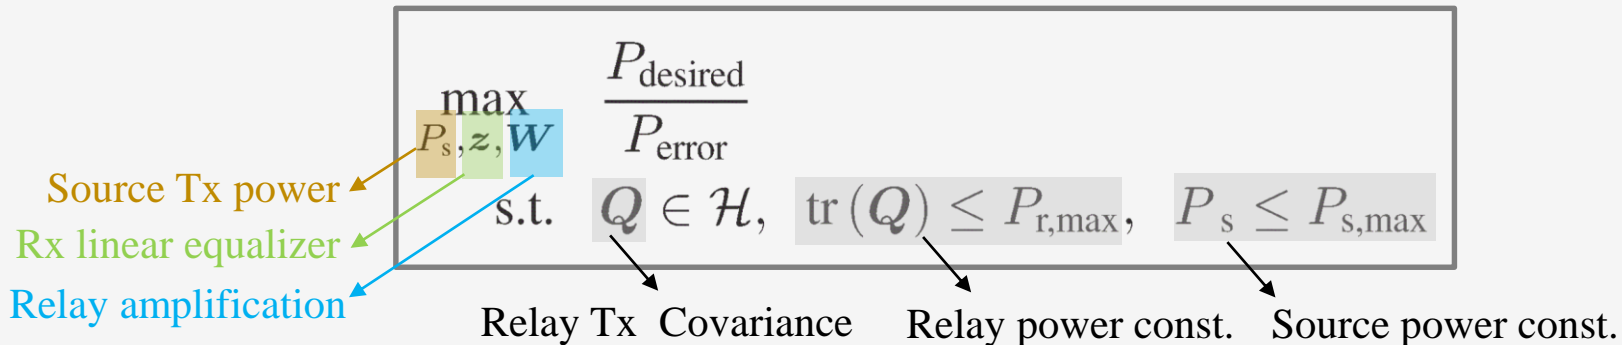 max P_desired / P_error
P_s, z, W
s.t. Q ∈ ℋ, tr (Q) ≤ P_r,max, P_s ≤ P_s,max
Source Tx power
Rx linear equalizer
Relay amplification
Relay Tx Covariance
Relay power const.
Source power const.